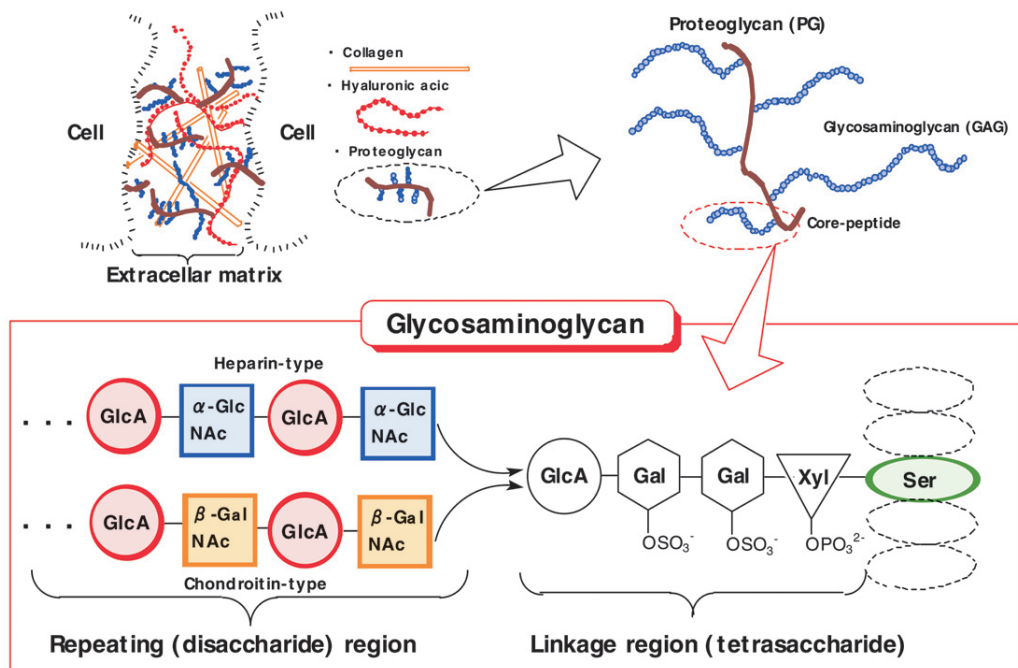 Cell
Cell
Extracellar matrix
· Collagen
· Hyaluronic acic
· Proteoglycan
Proteoglycan (PG)
Glycosaminoglycan (GAG)
Core-peptide
Glycosaminoglycan
Heparin-type
. . . GlcA α-Glc NAc GlcA α-Glc NAc
. . . GlcA β-Gal NAc GlcA β-Gal NAc
Chondroitin-type
Repeating (disaccharide) region
GlcA Gal Gal Xyl Ser
OSO₃⁻ OSO₃⁻ OPO₃²⁻
Linkage region (tetrasaccharide)